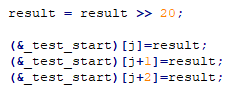 result = result >> 20;
(&_test_start)[j]=result;
(&_test_start)[j+1]=result;
(&_test_start)[j+2]=result;